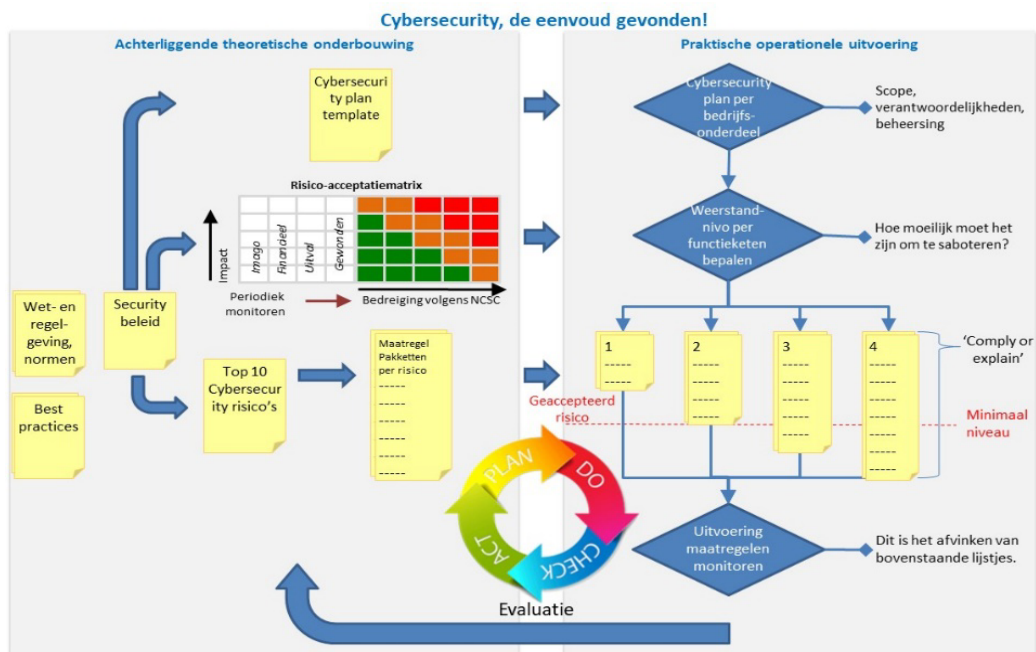 Cybersecurity, de eenvoud gevonden!
Achterliggende theoretische onderbouwing
Cybersecuri
ty plan
template
Risico-acceptatiematrix
Impact
Imago
Financieel
Uitval
Gewonden
Periodiek
monitoren
Bedreiging volgens NCSC
Wet- en
regel-
geving,
normen
Security
beleid
Best
practices
Top 10
Cybersecur
ity risico's
Maatregel
Pakketten
per risico
-----
-----
-----
-----
-----
-----
Praktische operationele uitvoering
Cybersecurity
plan per
bedrijfs-
onderdeel
Scope,
verantwoordelijkheden,
beheersing
Weerstand-
nivo per
functieketen
bepalen
Hoe moeilijk moet het
zijn om te saboteren?
1
-----
-----
2
-----
-----
-----
-----
3
-----
-----
-----
-----
-----
4
-----
-----
-----
-----
-----
-----
-----
'Comply or
explain'
Geaccepteerd
risico
Minimaal
niveau
PLAN
DO
CHECK
ACT
Uitvoering
maatregelen
monitoren
Dit is het afvinken van
bovenstaande lijstjes.
Evaluatie